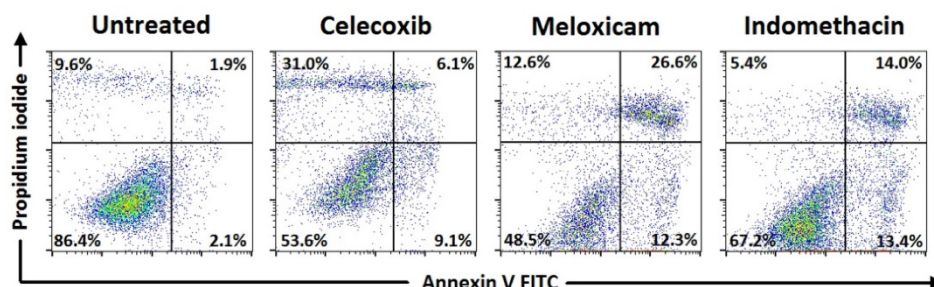 Untreated Celecoxib Meloxicam Indomethacin
9.6% 1.9% 31.0% 6.1% 12.6% 26.6% 5.4% 14.0%
Propidium iodide
86.4% 2.1% 53.6% 9.1% 48.5% 12.3% 67.2% 13.4%
Annexin V FITC